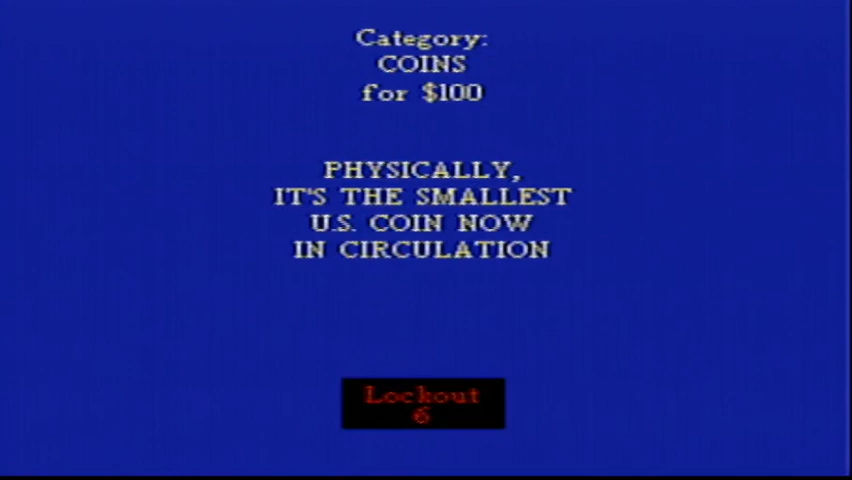 Category:
COINS
for $100
PHYSICALLY,
IT'S THE SMALLEST
U.S. COIN NOW
IN CIRCULATION
Lockout
6